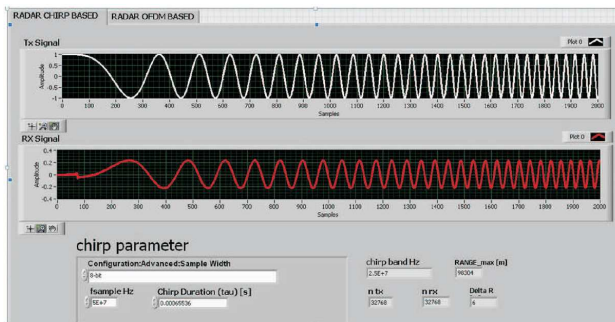 RADAR CHIRP BASED RADAR OFDM BASED
Tx Signal Plot 0
Amplitude
1
0.5
0
-0.5
-1
0 100 200 300 400 500 600 700 800 900 1000 1100 1200 1300 1400 1500 1600 1700 1800 1900 2000
Samples
RX Signal Plot 0
Amplitude
0.4
0.2
0
-0.2
-0.4
0 100 200 300 400 500 600 700 800 900 1000 1100 1200 1300 1400 1500 1600 1700 1800 1900 2000
Samples
chirp parameter
Configuration:Advanced:Sample Width
8-bit
fsample Hz Chirp Duration (tau) [s]
5E+7 0.00065536
chirp band Hz RANGE_max [m]
2.5E+7 98304
n tx n rx Delta R
32768 32768 6